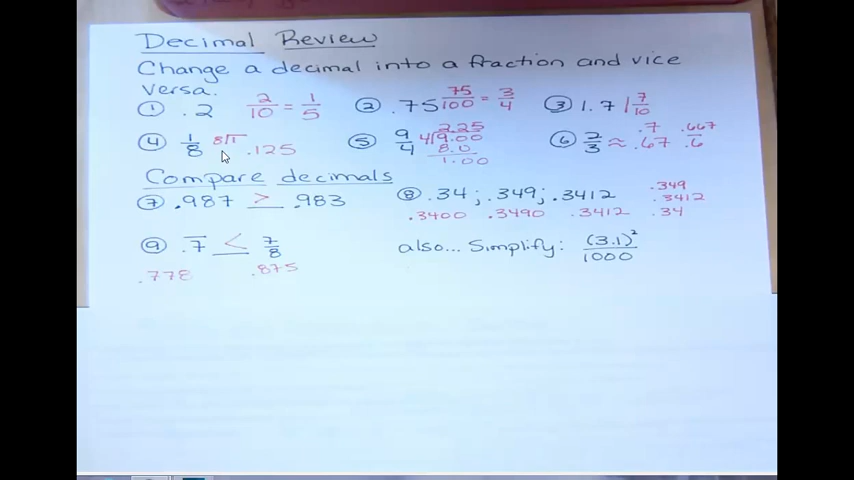 Decimal Review
Change a decimal into a fraction and vice
versa.
① .2 2/10 = 1/5 ② .75 75/100 = 3/4 ③ 1.7 1 7/10
④ 1/8 8⟌1 .125 ⑤ 9/4 4⟌9.00 2.25 8.0 1.00 ⑥ 2/3 ≈ .7 .67 .667 .6
Compare decimals
⑦ .987 > .983 ⑧ .34 ; .349 ; .3412 .349
.3400 .3490 .3412 .3412
.34
⑨ .7̅ < 7/8 also... Simplify: (3.1)²/1000
.778 .875